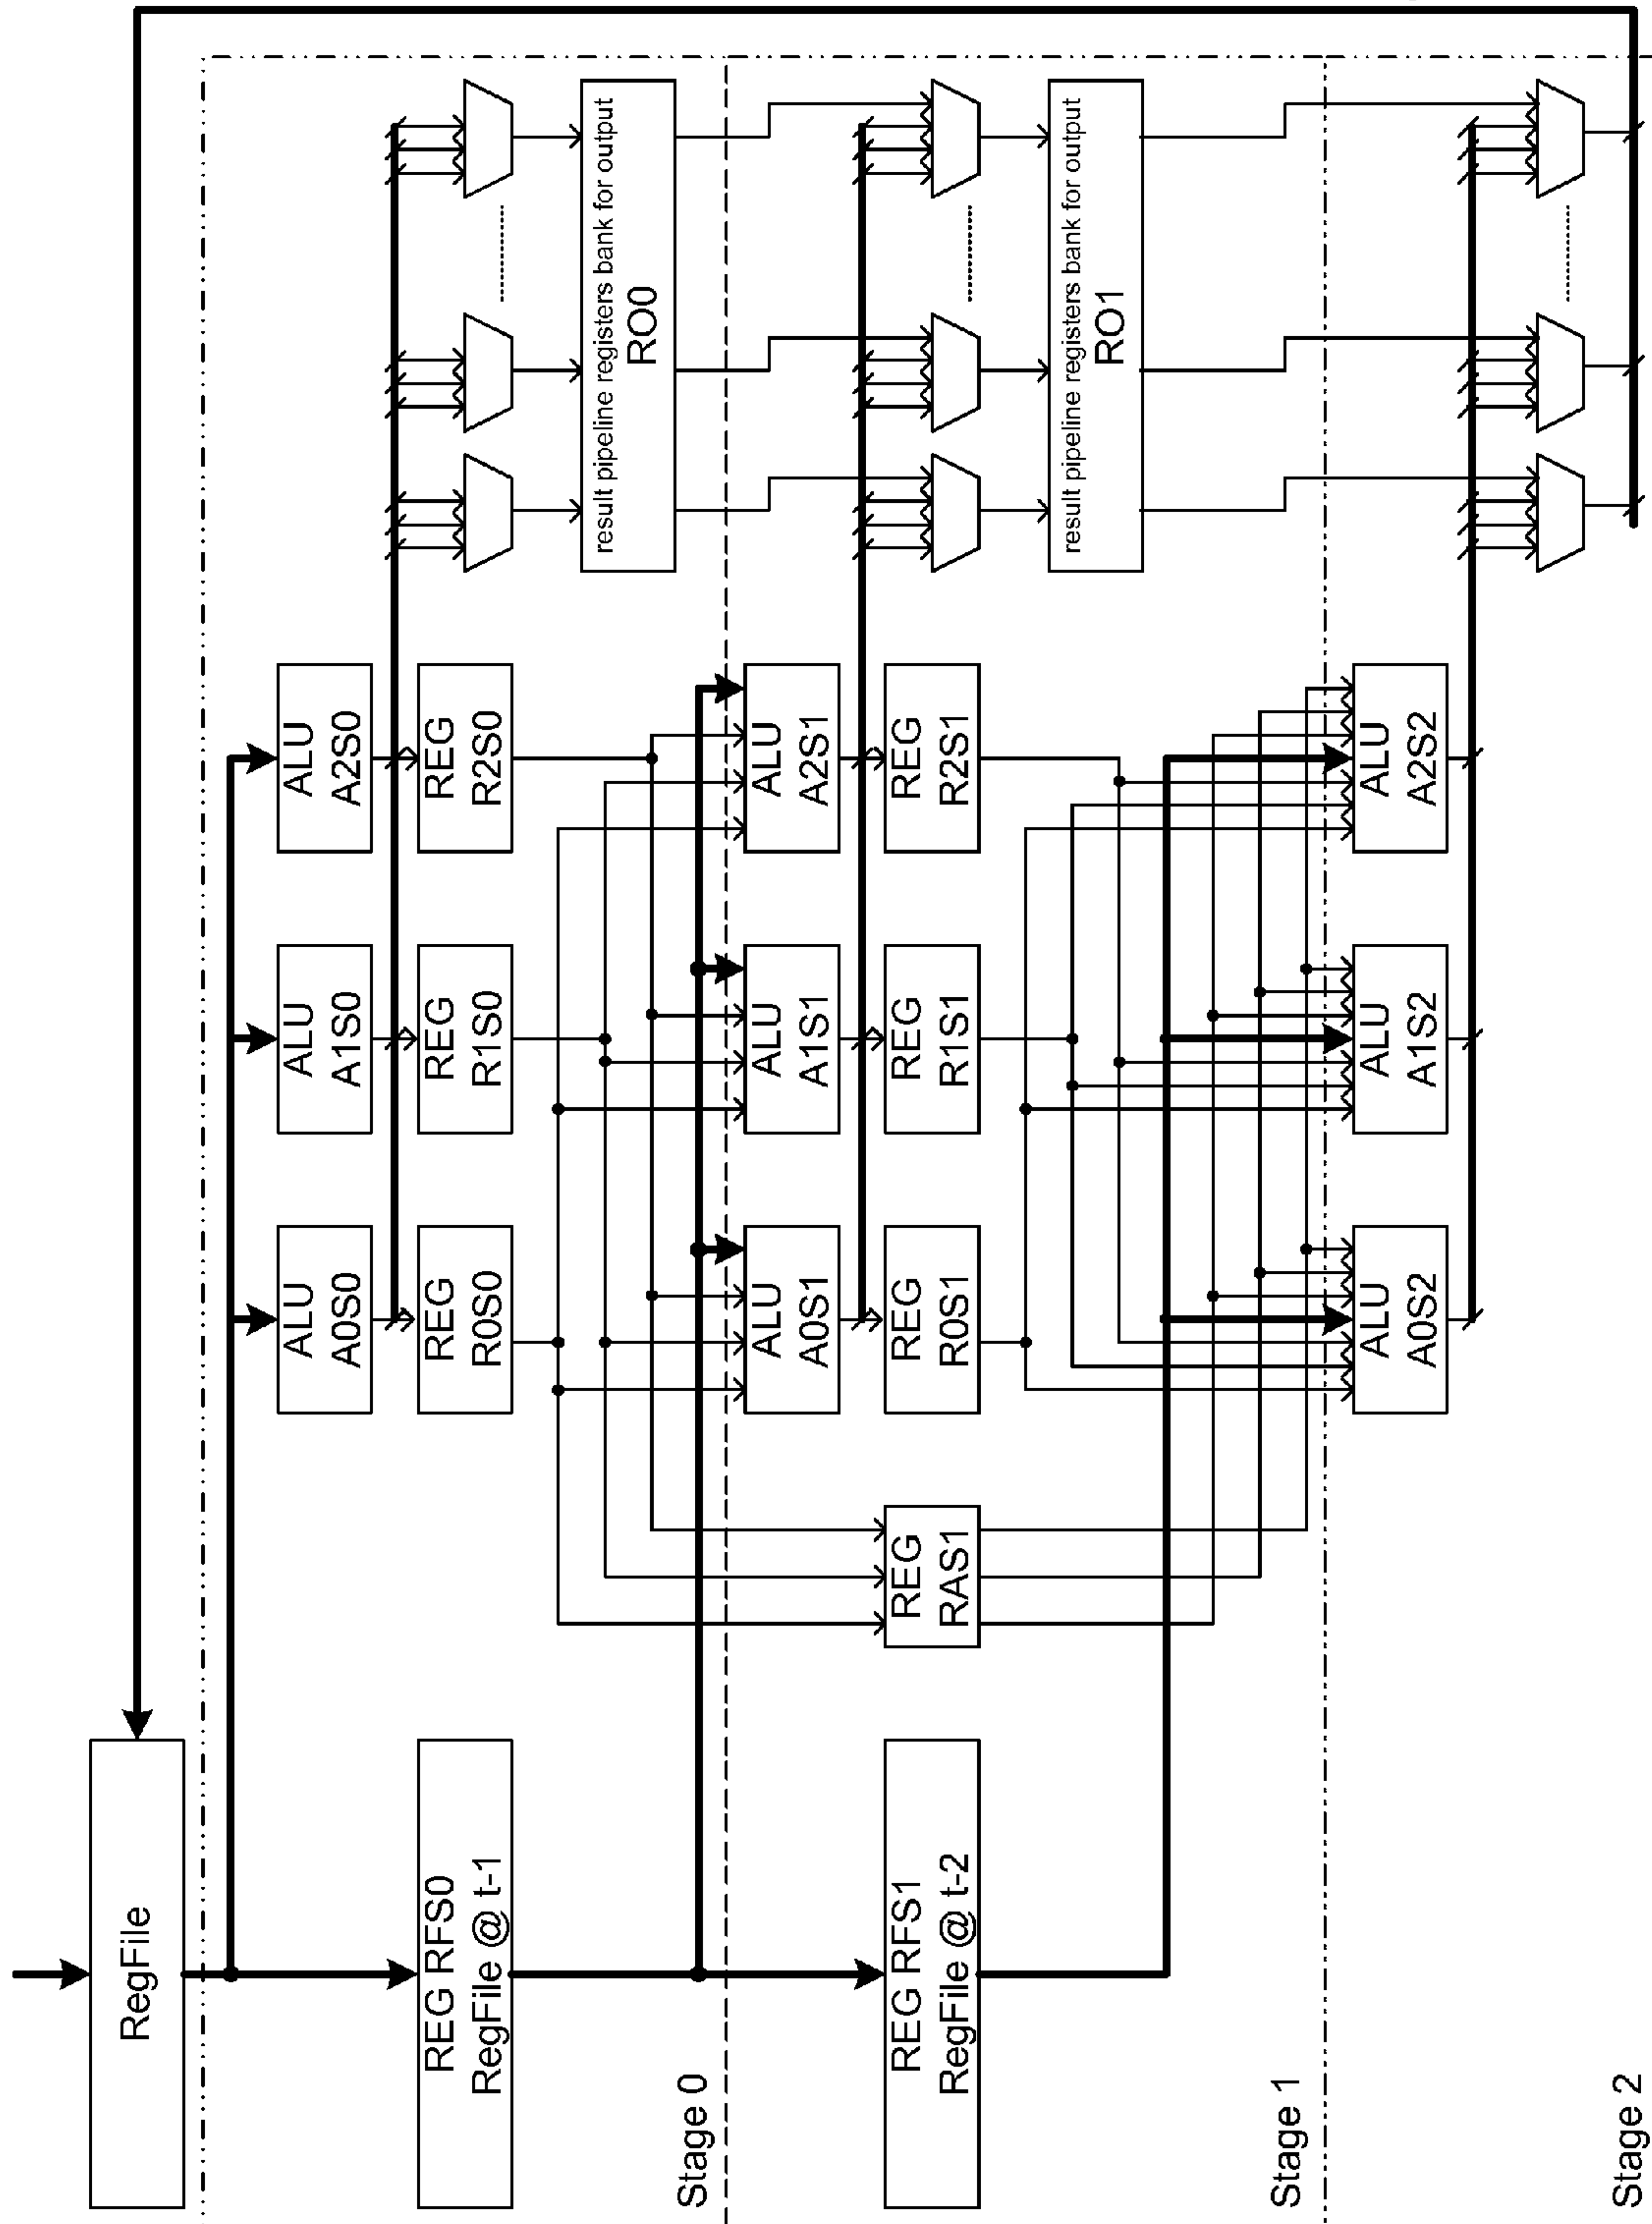 RegFile
ALU
A0S0
ALU
A1S0
ALU
A2S0
REG RFS0
RegFile @ t-1
REG
R0S0
REG
R1S0
REG
R2S0
result pipeline registers bank for output
RO0
Stage 0
ALU
A0S1
ALU
A1S1
ALU
A2S1
REG RFS1
RegFile @ t-2
REG
RAS1
REG
R0S1
REG
R1S1
REG
R2S1
result pipeline registers bank for output
RO1
Stage 1
ALU
A0S2
ALU
A1S2
ALU
A2S2
Stage 2